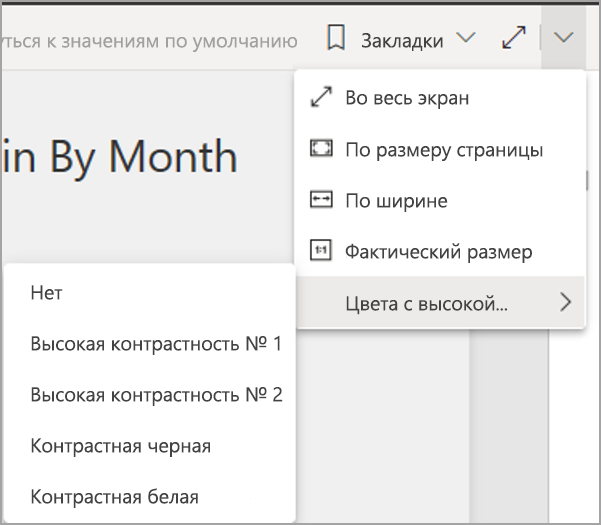 к значениям по умолчанию
Закладки
Во весь экран
in By Month
По размеру страницы
По ширине
Фактический размер
Цвета с высокой...
Нет
Высокая контрастность № 1
Высокая контрастность № 2
Контрастная черная
Контрастная белая